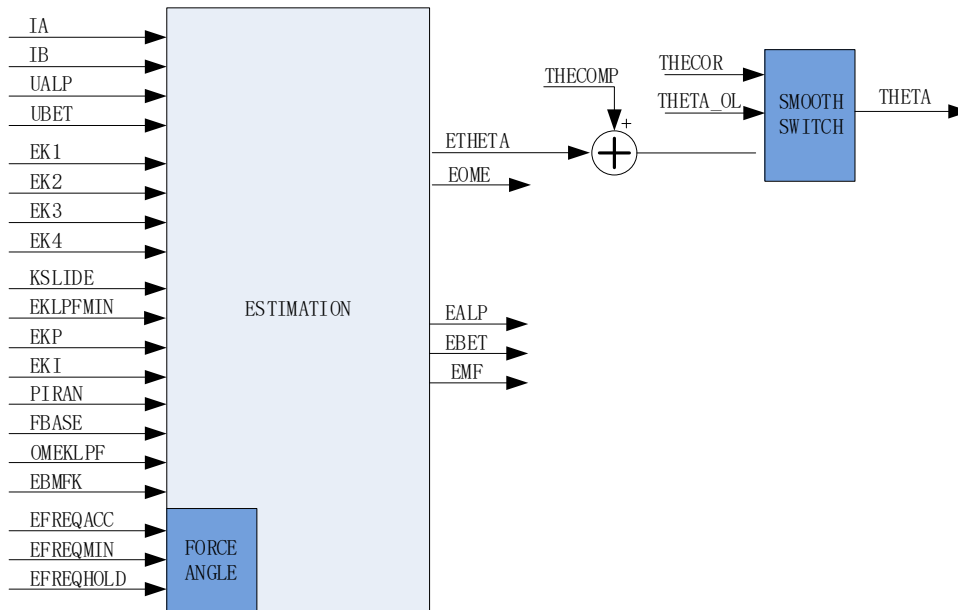 IA
IB
UALP
UBET
EK1
EK2
EK3
EK4
KSLIDE
EKLPFMIN
EKP
EKI
PIRAN
FBASE
OMEKLPF
EBMFK
EFREQACC
EFREQMIN
EFREQHOLD
FORCE
ANGLE
ESTIMATION
ETHETA
EOME
EALP
EBET
EMF
THECOMP
+
THECOR
THETA_OL
SMOOTH
SWITCH
THETA